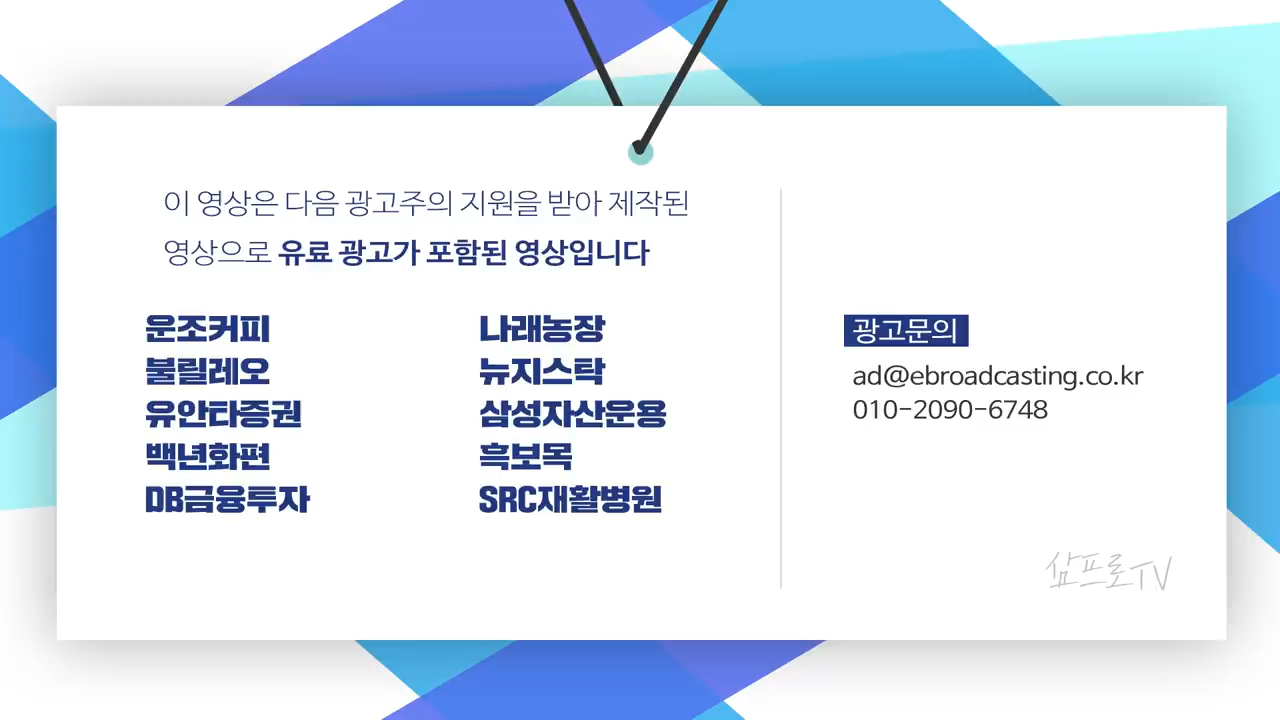 이 영상은 다음 광고주의 지원을 받아 제작된
영상으로 유료 광고가 포함된 영상입니다
운조커피
불릴레오
유안타증권
백년화편
DB금융투자
나래농장
뉴지스탁
삼성자산운용
흑보목
SRC재활병원
광고문의
ad@ebroadcasting.co.kr
010-2090-6748
삼프로TV